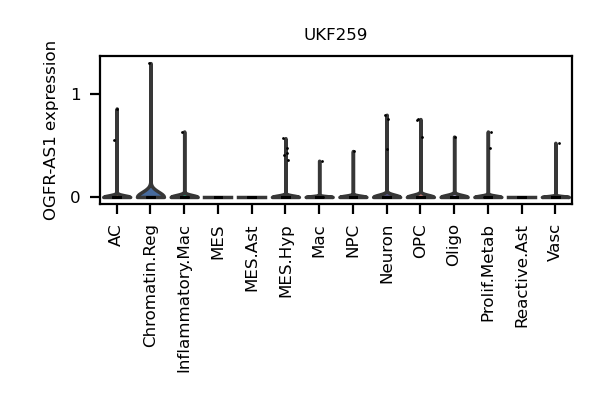 UKF259
OGFR-AS1 expression
1
0
AC
Chromatin.Reg
Inflammatory.Mac
MES
MES.Ast
MES.Hyp
Mac
NPC
Neuron
OPC
Oligo
Prolif.Metab
Reactive.Ast
Vasc